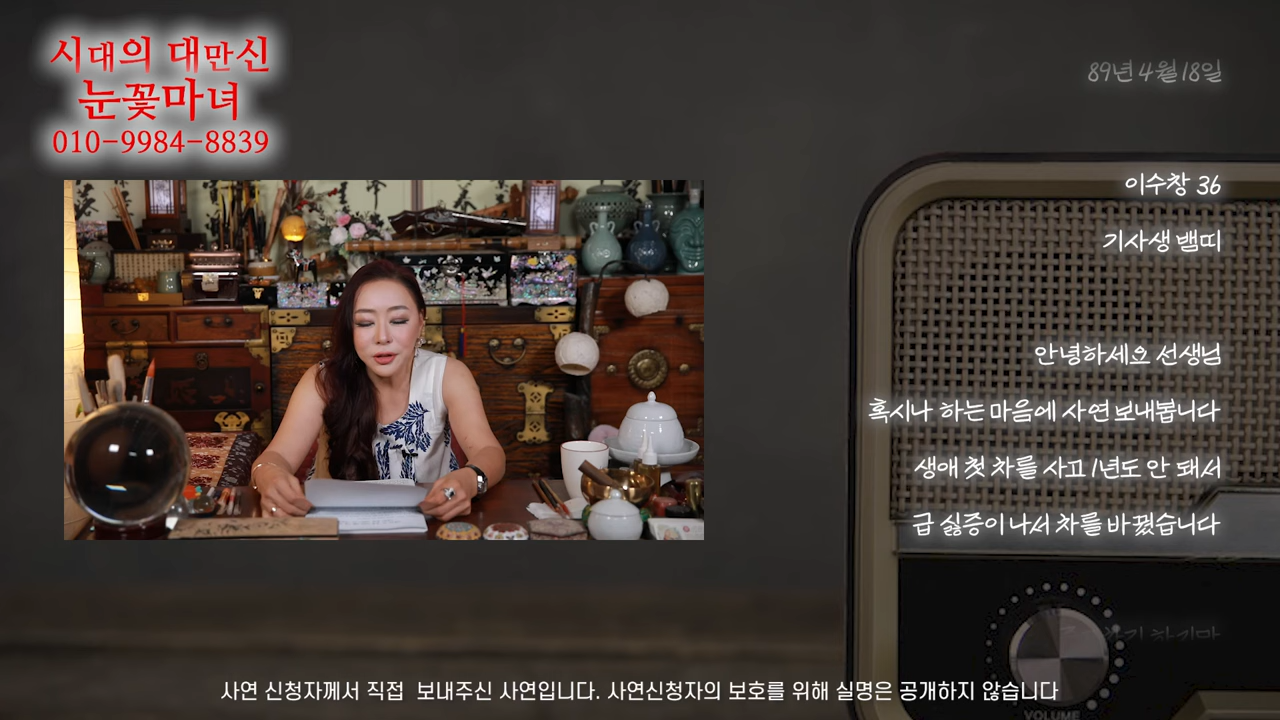 시대의 대만신
눈꽃마녀
010-9984-8839
89년 4월 18일
이수창 36
기사생 뱀띠
안녕하세요 선생님
혹시나 하는 마음에 사연 보내봅니다
생애 첫 차를 사고 1년도 안 돼서
급 싫증이 나서 차를 바꿨습니다
사연 신청자께서 직접 보내주신 사연입니다. 사연신청자의 보호를 위해 실명은 공개하지 않습니다
VOLUME